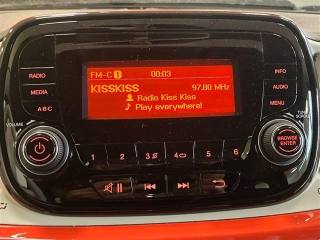 RADIO
MEDIA
A-B-C
VOLUME
FM-C 1 00:03
KISSKISS 97.80 MHz
Radio Kiss Kiss
Play everywhere!
INFO
AUDIO
MENU
SCROLL
BROWSE
ENTER
1 2 3 4 5 6